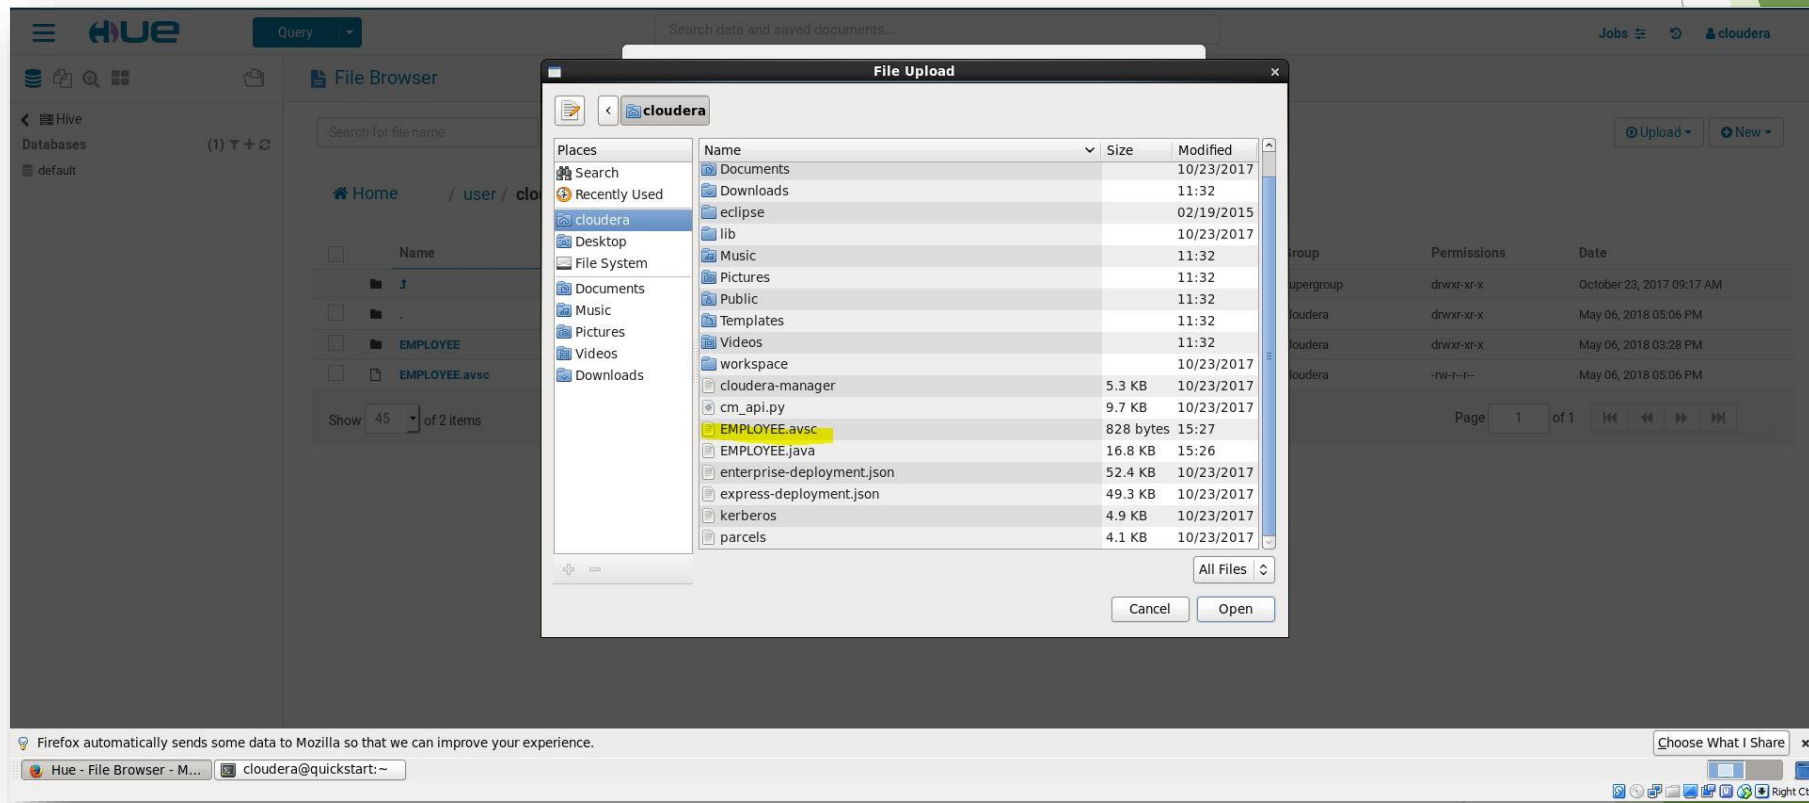 HUE
Query
Search data and saved documents...
Jobs
cloudera
File Browser
Hive
Databases
(1)
default
Search for file name
Upload
New
Home / user / clo
Name
roup Permissions Date
upergroup drwxr-xr-x October 23, 2017 09:17 AM
. loudera drwxr-xr-x May 06, 2018 05:06 PM
EMPLOYEE loudera drwxr-xr-x May 06, 2018 03:28 PM
EMPLOYEE.avsc loudera -rw-r--r-- May 06, 2018 05:06 PM
Show 45 of 2 items
Page 1 of 1
File Upload
cloudera
Places
Search
Recently Used
cloudera
Desktop
File System
Documents
Music
Pictures
Videos
Downloads
Name Size Modified
Documents 10/23/2017
Downloads 11:32
eclipse 02/19/2015
lib 10/23/2017
Music 11:32
Pictures 11:32
Public 11:32
Templates 11:32
Videos 11:32
workspace 10/23/2017
cloudera-manager 5.3 KB 10/23/2017
cm_api.py 9.7 KB 10/23/2017
EMPLOYEE.avsc 828 bytes 15:27
EMPLOYEE.java 16.8 KB 15:26
enterprise-deployment.json 52.4 KB 10/23/2017
express-deployment.json 49.3 KB 10/23/2017
kerberos 4.9 KB 10/23/2017
parcels 4.1 KB 10/23/2017
All Files
Cancel
Open
Firefox automatically sends some data to Mozilla so that we can improve your experience.
Choose What I Share
Hue - File Browser - M...
cloudera@quickstart:~
Right Ct